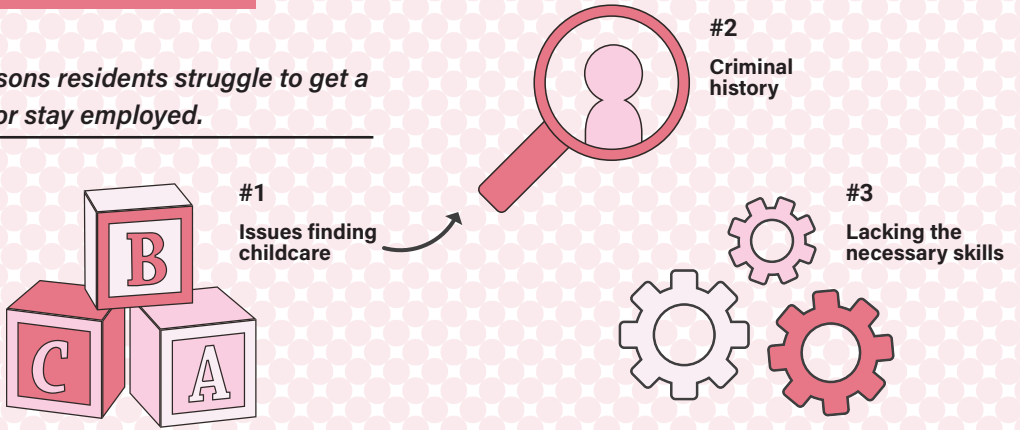 sons residents struggle to get a
or stay employed.
#1
Issues finding
childcare
#2
Criminal
history
#3
Lacking the
necessary skills
B
C
A